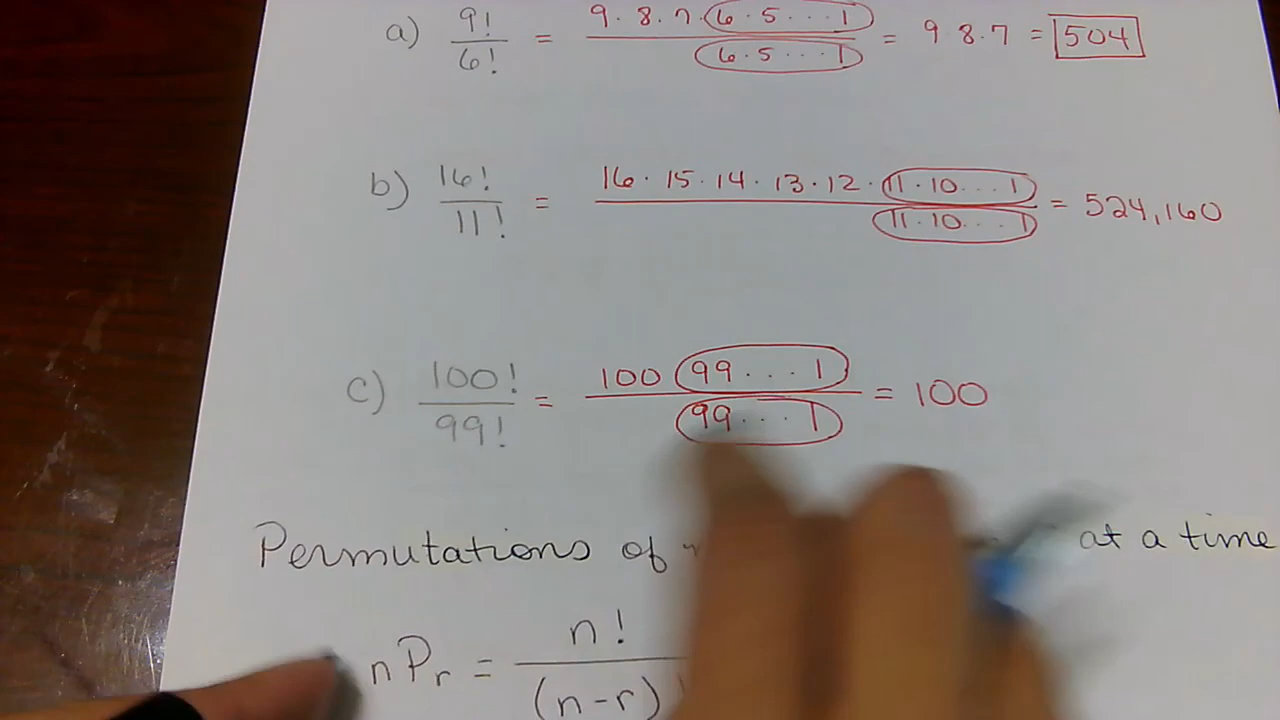 a) 9!/6! = 9·8·7·6·5···1 / 6·5···1 = 9 8·7 = 504
b) 16!/11! = 16·15·14·13·12·11·10···1 / 11·10···1 = 524,160
c) 100!/99! = 100 99···1 / 99···1 = 100
Permutations of at a time
nPr = n!/(n-r)!